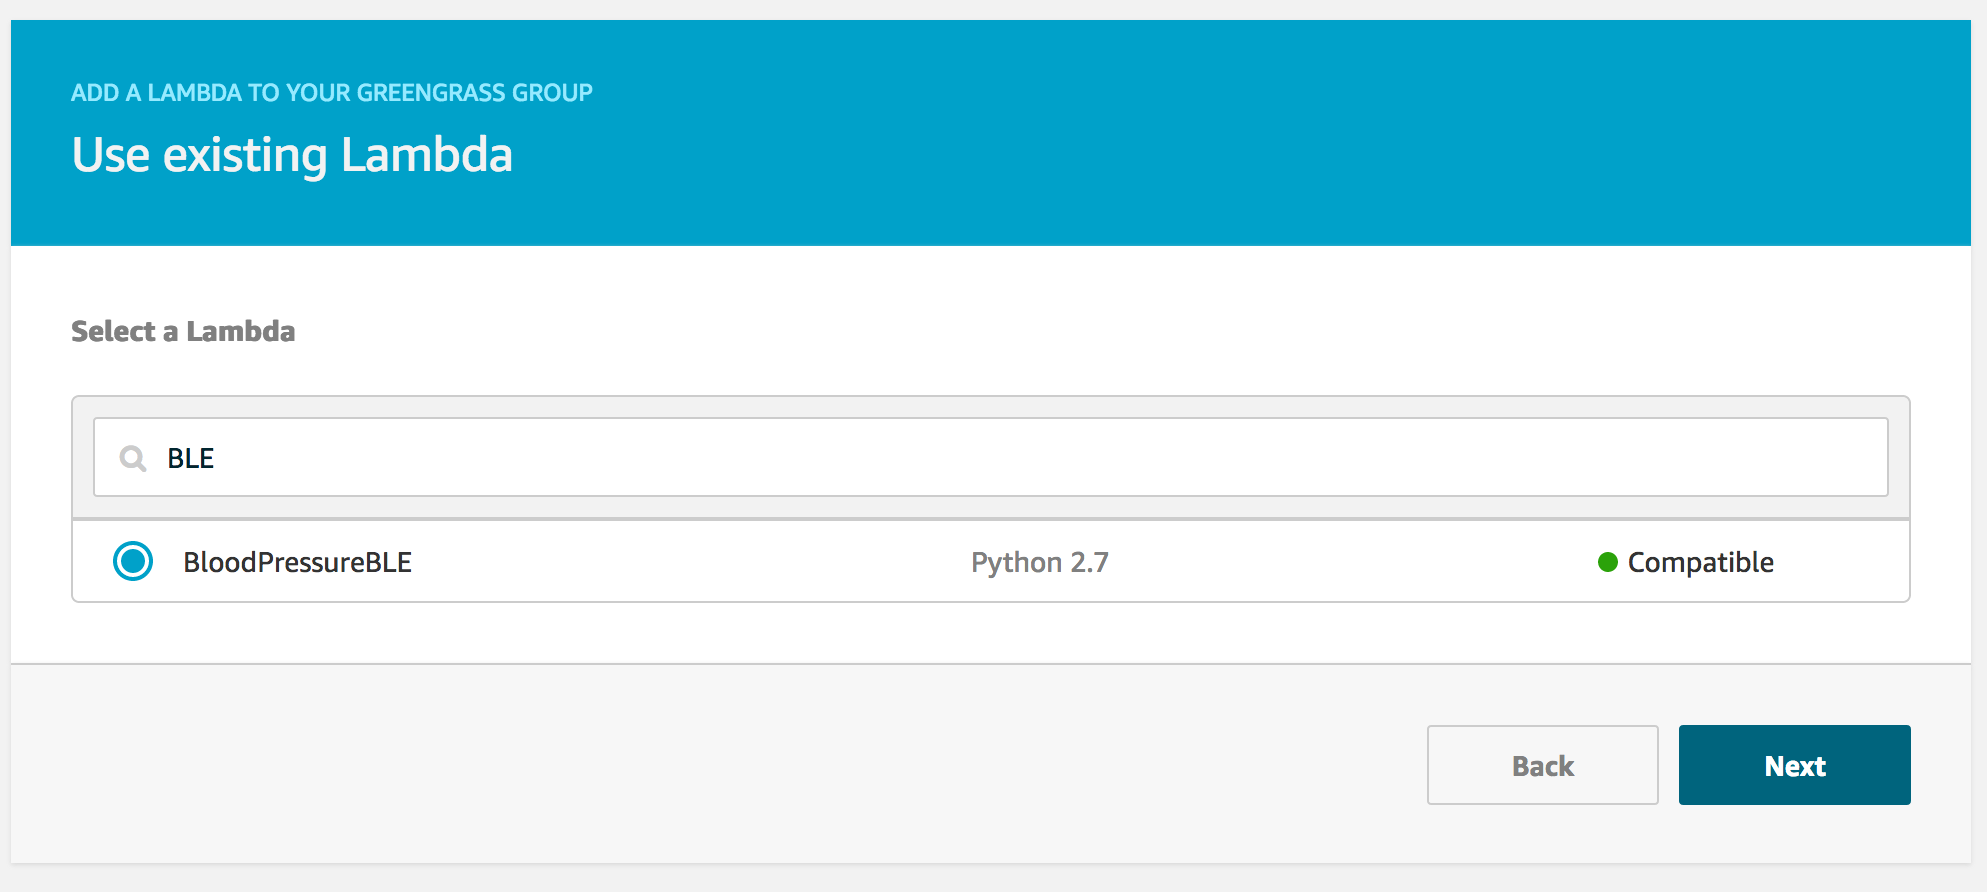 ADD A LAMBDA TO YOUR GREENGRASS GROUP
Use existing Lambda
Select a Lambda
BLE
BloodPressureBLE Python 2.7 Compatible
Back Next